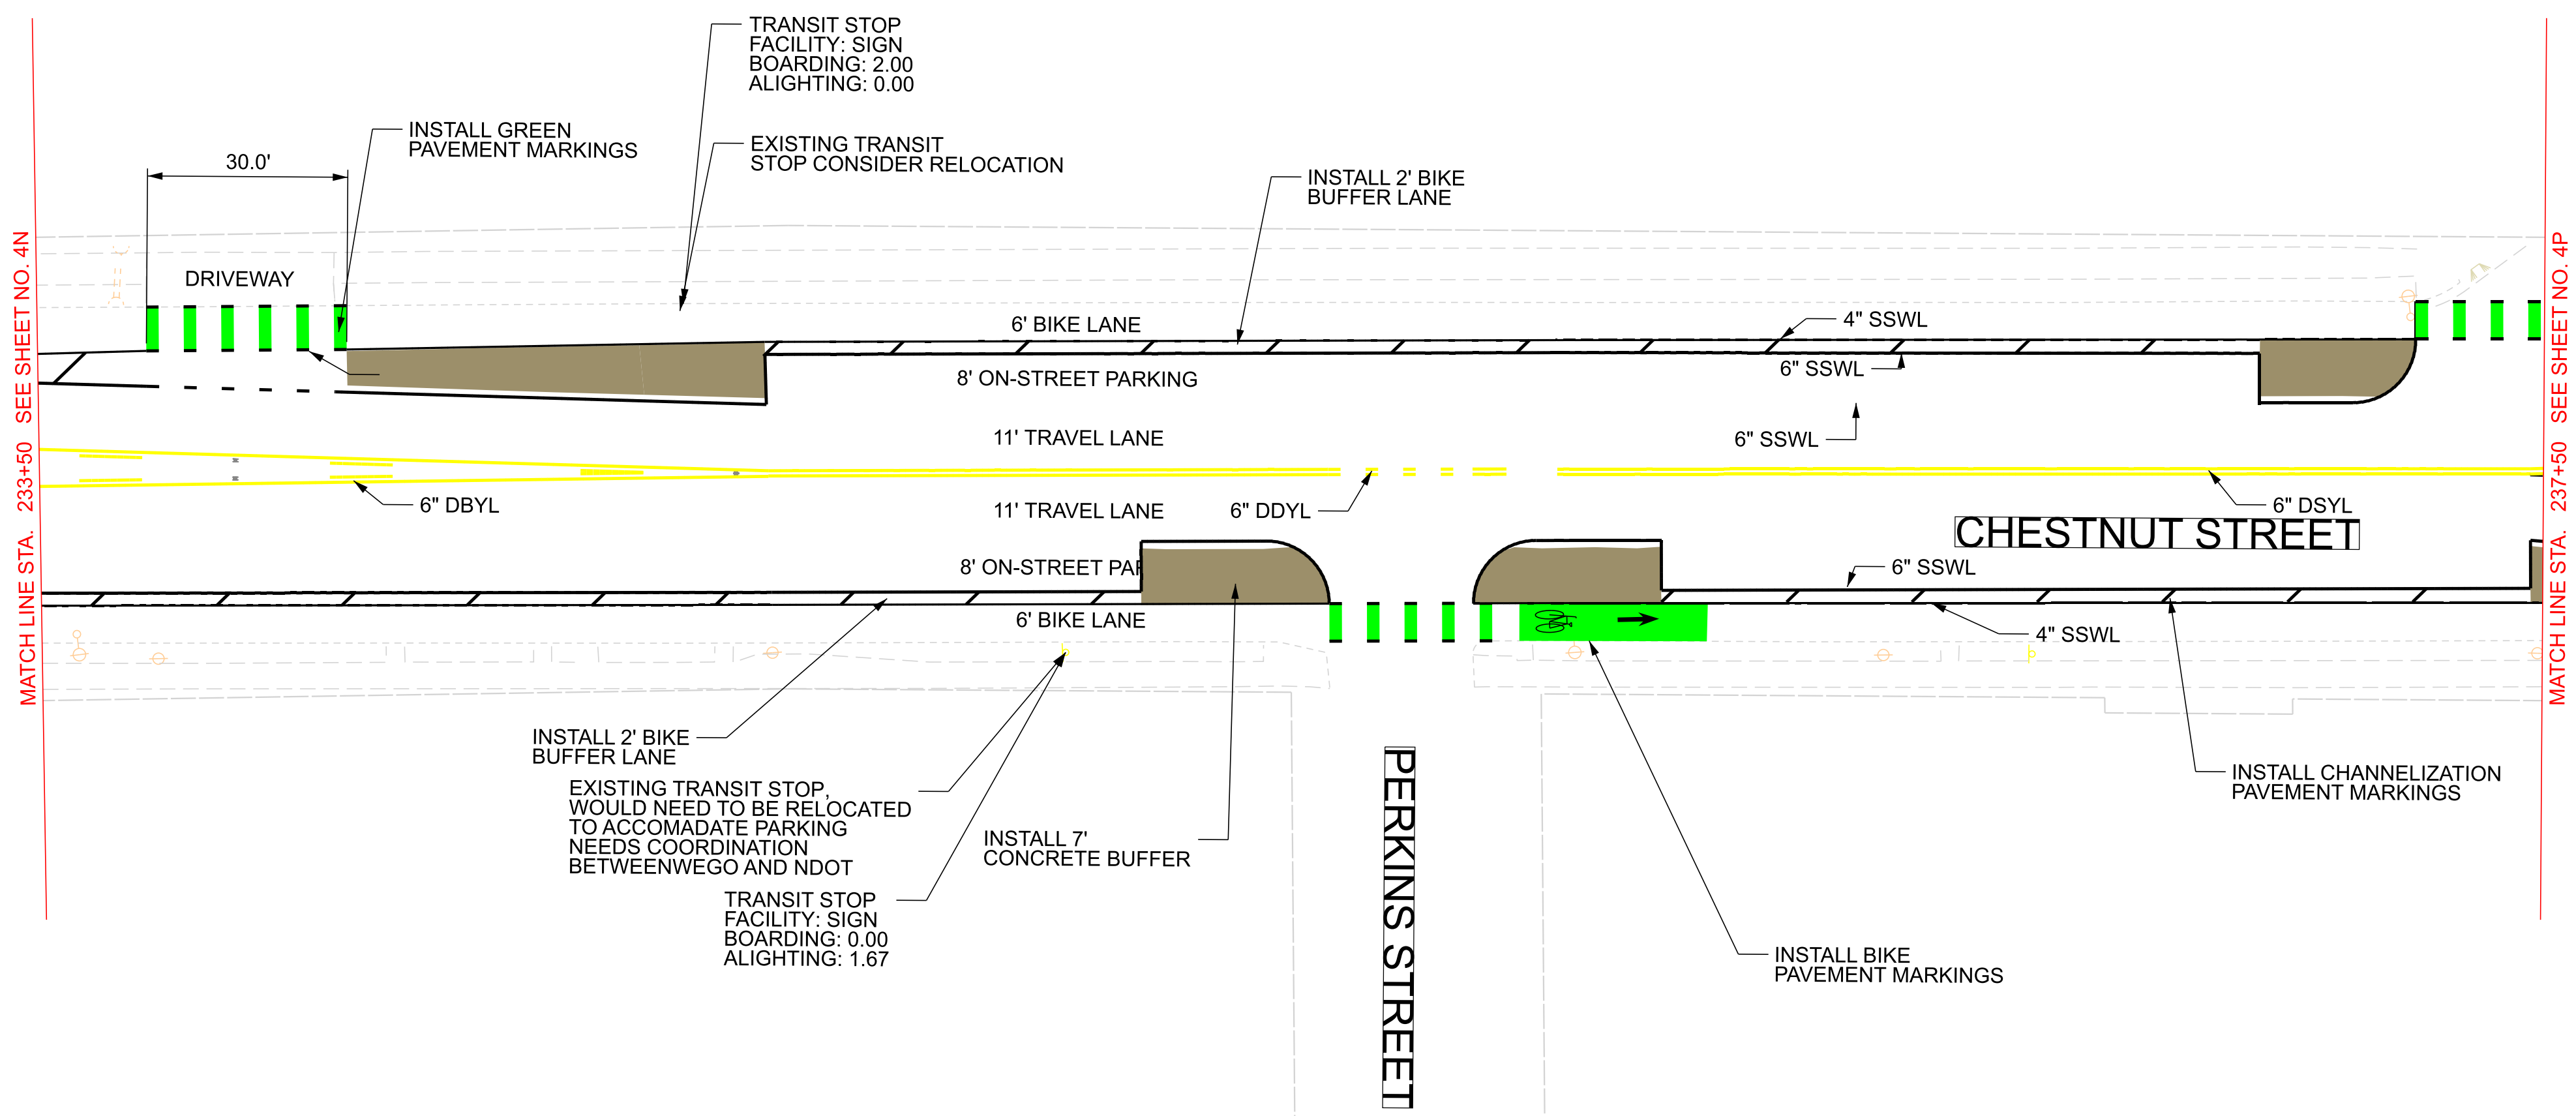 TRANSIT STOP
FACILITY: SIGN
BOARDING: 2.00
ALIGHTING: 0.00
INSTALL GREEN
PAVEMENT MARKINGS
EXISTING TRANSIT
STOP CONSIDER RELOCATION
30.0'
INSTALL 2' BIKE
BUFFER LANE
MATCH LINE STA. 233+50 SEE SHEET NO. 4N
MATCH LINE STA. 237+50 SEE SHEET NO. 4P
DRIVEWAY
6' BIKE LANE
4" SSWL
6" SSWL
8' ON-STREET PARKING
11' TRAVEL LANE
6" SSWL
6" DBYL
11' TRAVEL LANE
6" DDYL
6" DSYL
CHESTNUT STREET
8' ON-STREET PAR
6" SSWL
6' BIKE LANE
4" SSWL
INSTALL 2' BIKE
BUFFER LANE
EXISTING TRANSIT STOP,
WOULD NEED TO BE RELOCATED
TO ACCOMADATE PARKING
NEEDS COORDINATION
BETWEENWEGO AND NDOT
INSTALL 7'
CONCRETE BUFFER
PERKINS STREET
INSTALL CHANNELIZATION
PAVEMENT MARKINGS
TRANSIT STOP
FACILITY: SIGN
BOARDING: 0.00
ALIGHTING: 1.67
INSTALL BIKE
PAVEMENT MARKINGS